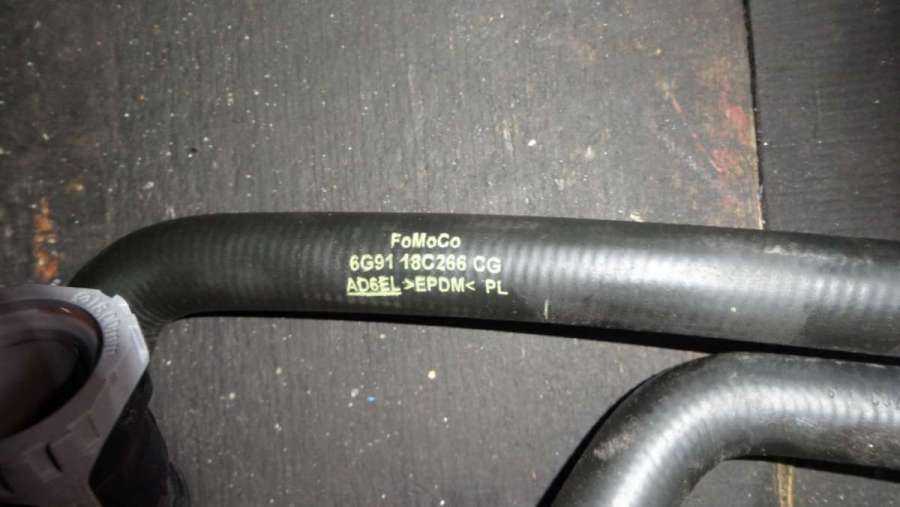 FoMoCo
6G91 18C266 CG
AD6EL >EPDM< PL